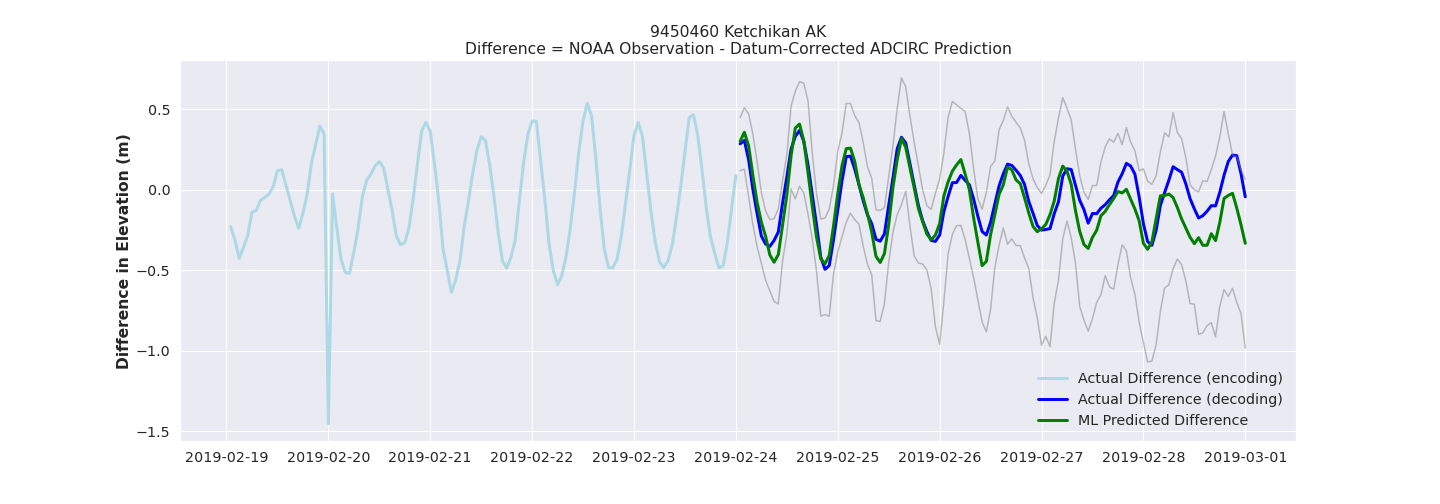 9450460 Ketchikan AK
Difference = NOAA Observation - Datum-Corrected ADCIRC Prediction
Difference in Elevation (m)
0.5
0.0
−0.5
−1.0
−1.5
Actual Difference (encoding)
Actual Difference (decoding)
ML Predicted Difference
2019-02-19 2019-02-20 2019-02-21 2019-02-22 2019-02-23 2019-02-24 2019-02-25 2019-02-26 2019-02-27 2019-02-28 2019-03-01